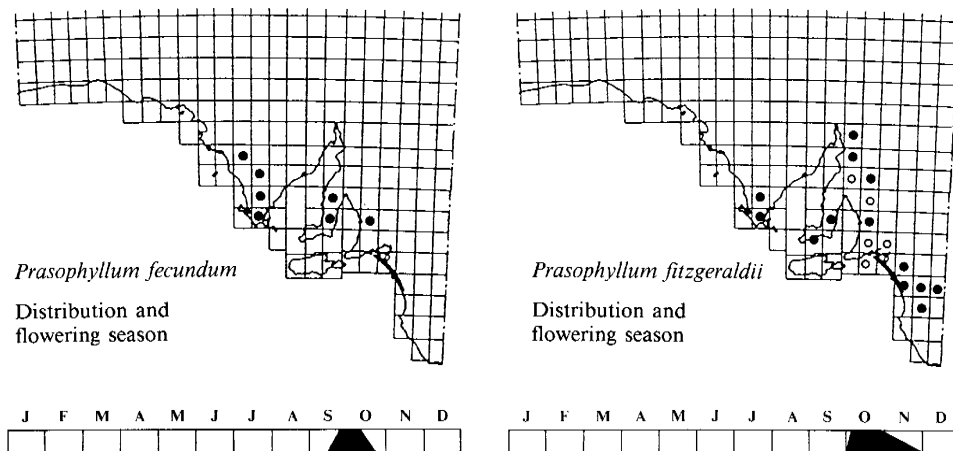 Prasophyllum fecundum
Distribution and
flowering season
J F M A M J J A S O N D
Prasophyllum fitzgeraldii
Distribution and
flowering season
J F M A M J J A S O N D